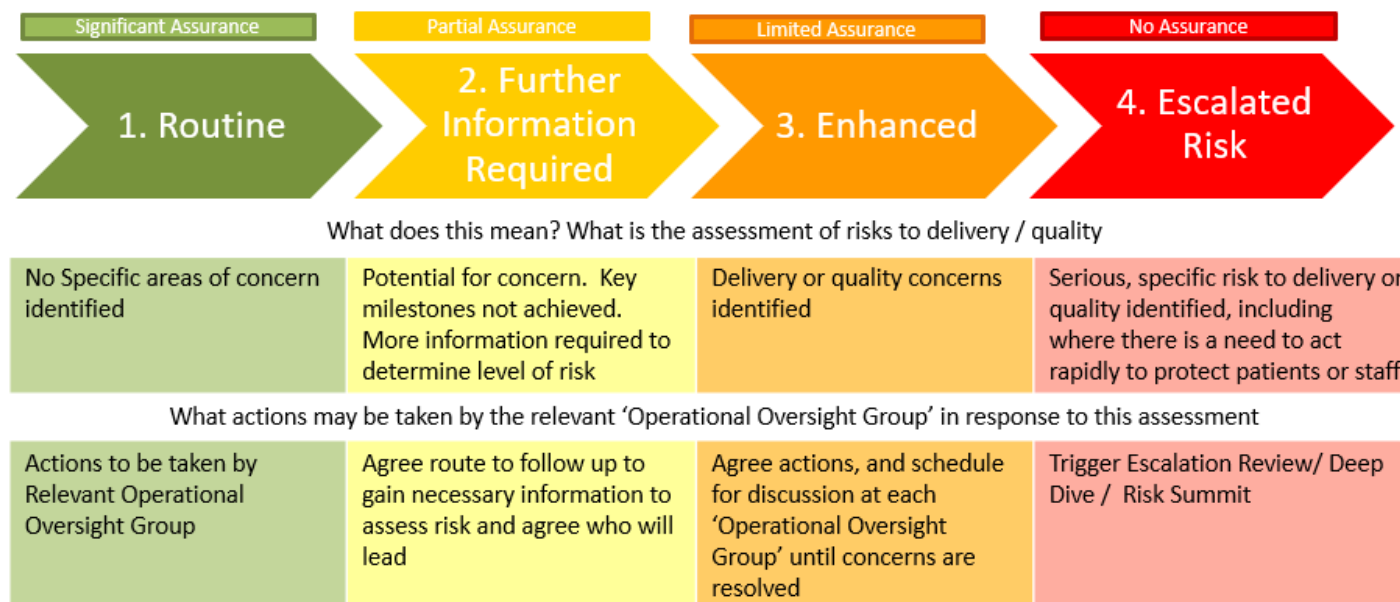 Significant Assurance
Partial Assurance
Limited Assurance
No Assurance
1. Routine
2. Further
Information
Required
3. Enhanced
4. Escalated
Risk
What does this mean? What is the assessment of risks to delivery / quality
No Specific areas of concern
identified
Potential for concern. Key
milestones not achieved.
More information required to
determine level of risk
Delivery or quality concerns
identified
Serious, specific risk to delivery or
quality identified, including
where there is a need to act
rapidly to protect patients or staff
What actions may be taken by the relevant ‘Operational Oversight Group’ in response to this assessment
Actions to be taken by
Relevant Operational
Oversight Group
Agree route to follow up to
gain necessary information to
assess risk and agree who will
lead
Agree actions, and schedule
for discussion at each
‘Operational Oversight
Group’ until concerns are
resolved
Trigger Escalation Review/ Deep
Dive / Risk Summit